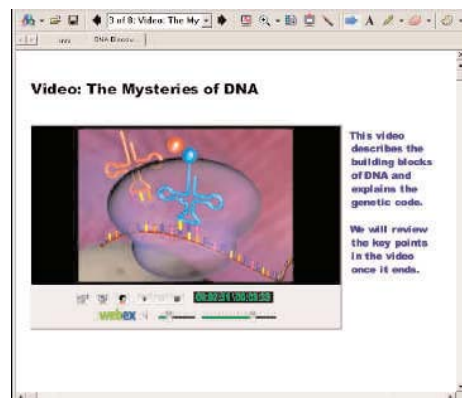 3 of 8: Video: The My
DNA
Video: The Mysteries of DNA
This video
describes the
building blocks
of DNA and
explains the
genetic code.
We will review
the key points
in the video
once it ends.
webex